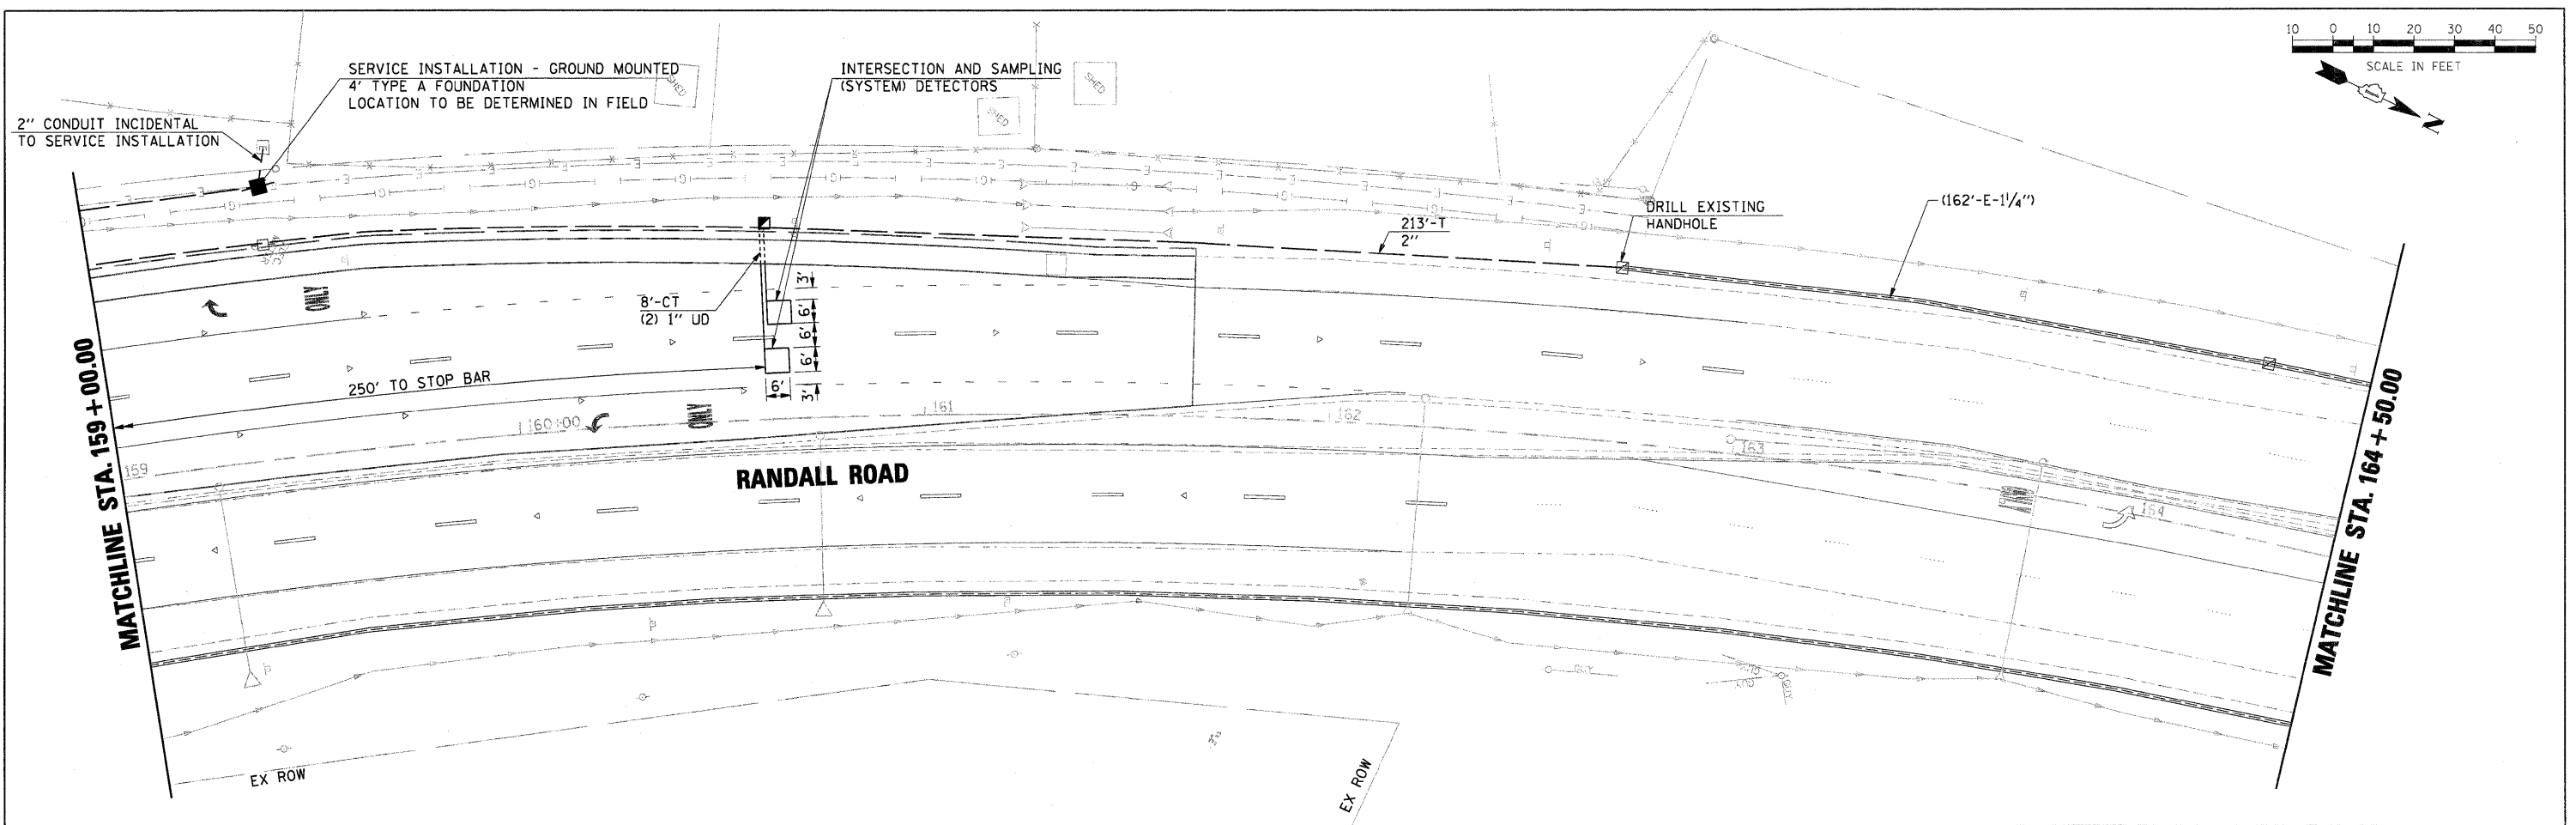 10 0 10 20 30 40 50
SCALE IN FEET
N
SERVICE INSTALLATION - GROUND MOUNTED
4' TYPE A FOUNDATION
LOCATION TO BE DETERMINED IN FIELD
INTERSECTION AND SAMPLING
(SYSTEM) DETECTORS
SHED
SHED
SHED
2" CONDUIT INCIDENTAL
TO SERVICE INSTALLATION
DRILL EXISTING
HANDHOLE
(162'-E-1¼")
213'-T
2"
8'-CT
(2) 1" UD
3'
6'
6'
6'
3'
6'
ONLY
250' TO STOP BAR
ONLY
159
160+00
161
162
163
164
ONLY
RANDALL ROAD
MATCHLINE STA. 159+00.00
MATCHLINE STA. 164+50.00
GUY
GUY
GUY
EX ROW
EX ROW